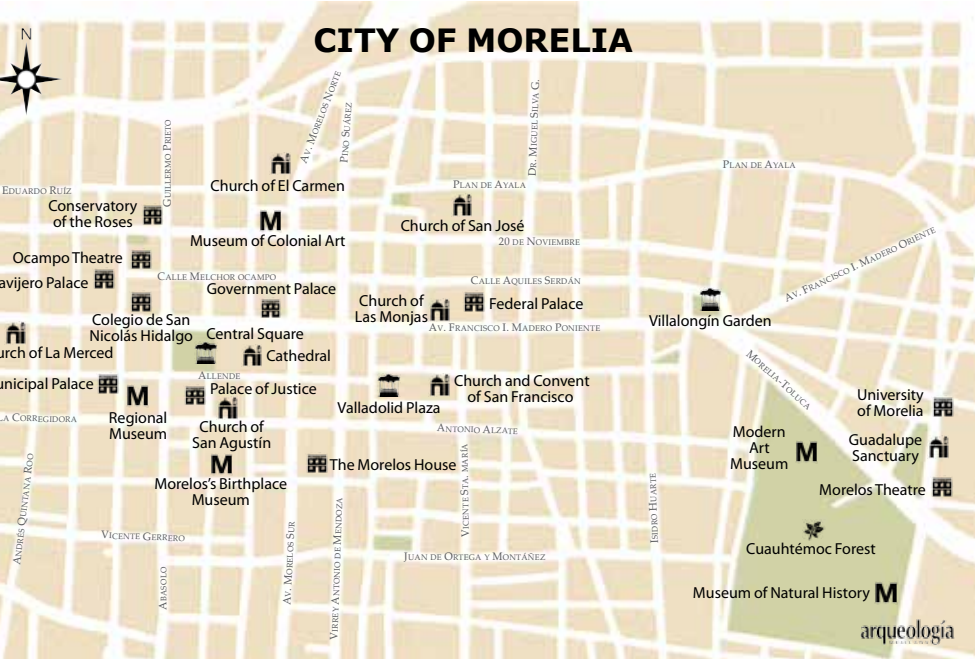 CITY OF MORELIA
N
AV. MORELOS NORTE
PINO SUÁREZ
DR. MIGUEL SILVA G.
GUILLERMO PRIETO
Church of El Carmen
PLAN DE AYALA
PLAN DE AYALA
EDUARDO RUÍZ
Conservatory
of the Roses
M
Museum of Colonial Art
Church of San José
20 DE NOVIEMBRE
AV. FRANCISCO I. MADERO ORIENTE
Ocampo Theatre
CALLE MELCHOR OCAMPO
avijero Palace
Government Palace
CALLE AQUILES SERDÁN
Church of
Las Monjas
Federal Palace
Villalongín Garden
Colegio de San
Nicolás Hidalgo
Central Square
AV. FRANCISCO I. MADERO PONIENTE
urch of La Merced
Cathedral
MORELIA-TOLUCA
ALLENDE
unicipal Palace
M
Regional
Museum
Palace of Justice
Church of
San Agustín
Valladolid Plaza
Church and Convent
of San Francisco
University
of Morelia
LA CORREGIDORA
ANTONIO ALZATE
Modern
Art
Museum
M
Guadalupe
Sanctuary
M
Morelos's Birthplace
Museum
The Morelos House
Morelos Theatre
ANDRÉS QUINTANA ROO
VICENTE STA. MARÍA
ISIDRO HUARTE
VICENTE GERRERO
ABASOLO
AV. MORELOS SUR
VIRREY ANTONIO DE MENDOZA
JUAN DE ORTEGA Y MONTÁÑEZ
Cuauhtémoc Forest
Museum of Natural History
M
arqueología